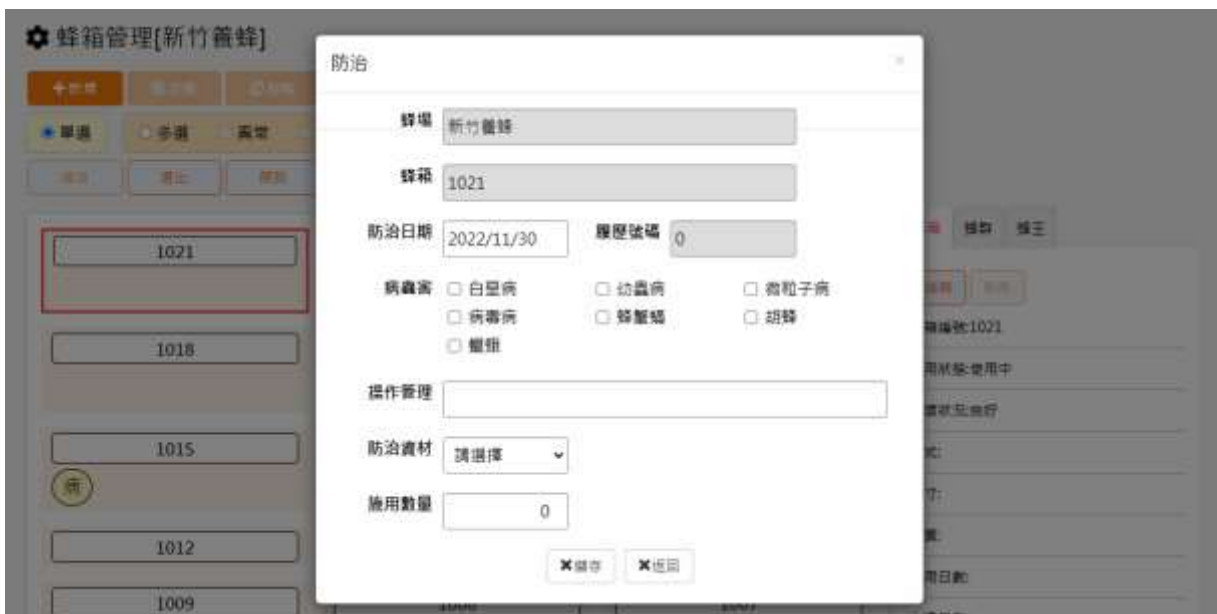 蜂箱管理[新竹養蜂]
單選
多選
異常
1021
1018
1015
病
1012
1009
防治
蜂場 新竹養蜂
蜂箱 1021
防治日期 2022/11/30 履歷號碼 0
病蟲害 白堊病 幼蟲病 微粒子病
病毒病 蜂蟹蟎 胡蜂
蠟蛾
操作管理
防治資材 請選擇
施用數量 0
儲存 返回
蜂群 蜂王
箱編號:1021
用狀態:使用中